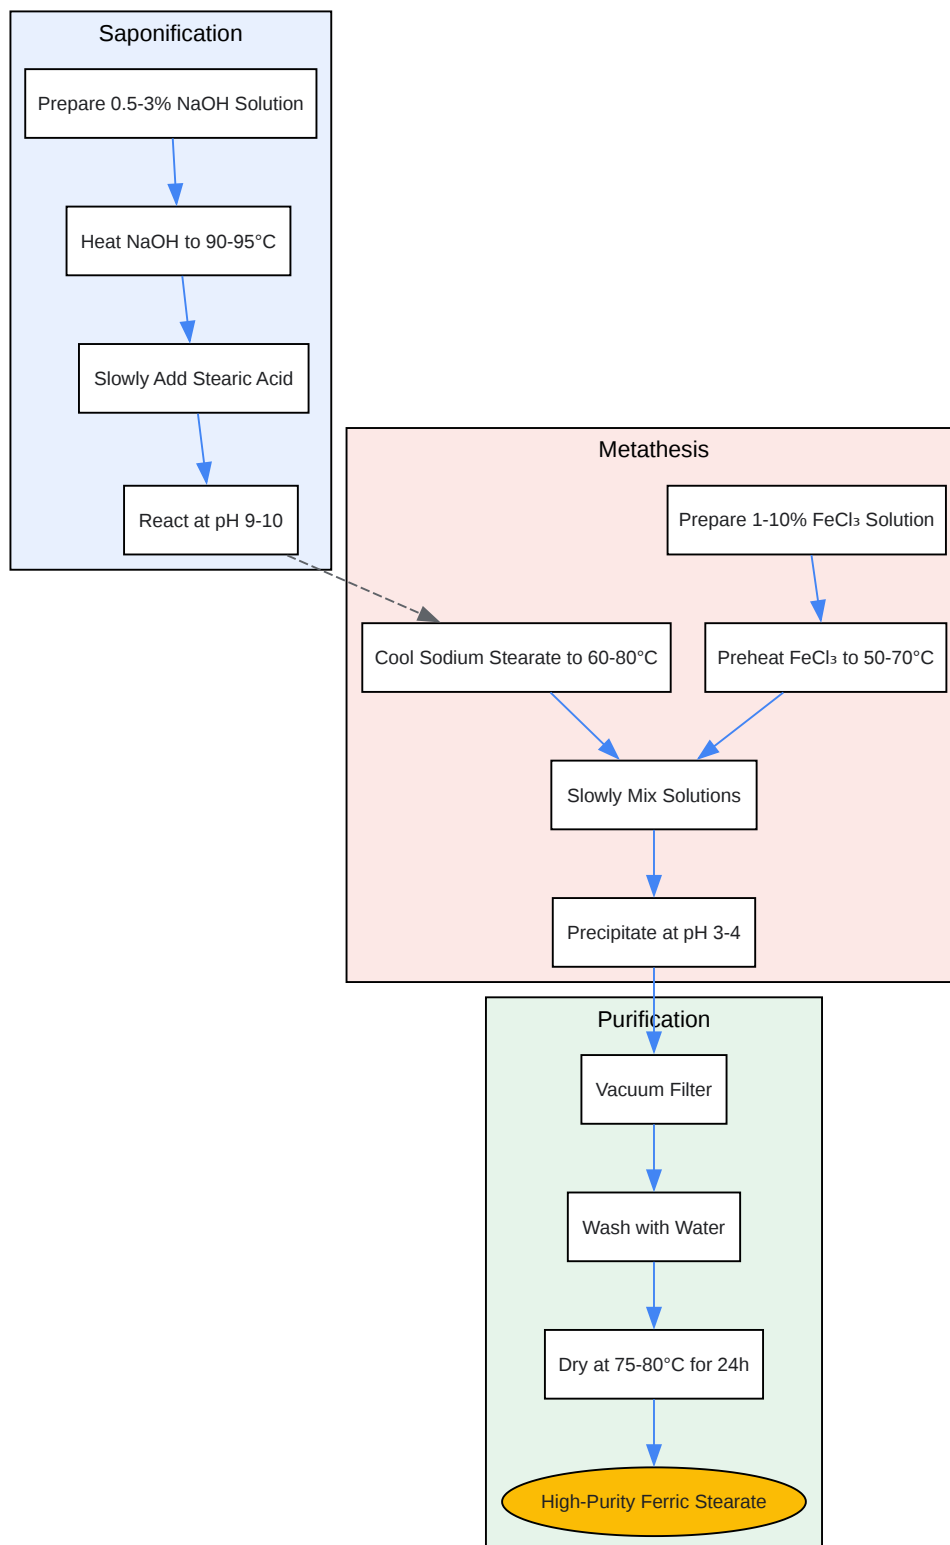 Saponification
Prepare 0.5-3% NaOH Solution
Heat NaOH to 90-95°C
Slowly Add Stearic Acid
React at pH 9-10
Metathesis
Prepare 1-10% FeCl₃ Solution
Cool Sodium Stearate to 60-80°C
Preheat FeCl₃ to 50-70°C
Slowly Mix Solutions
Precipitate at pH 3-4
Purification
Vacuum Filter
Wash with Water
Dry at 75-80°C for 24h
High-Purity Ferric Stearate